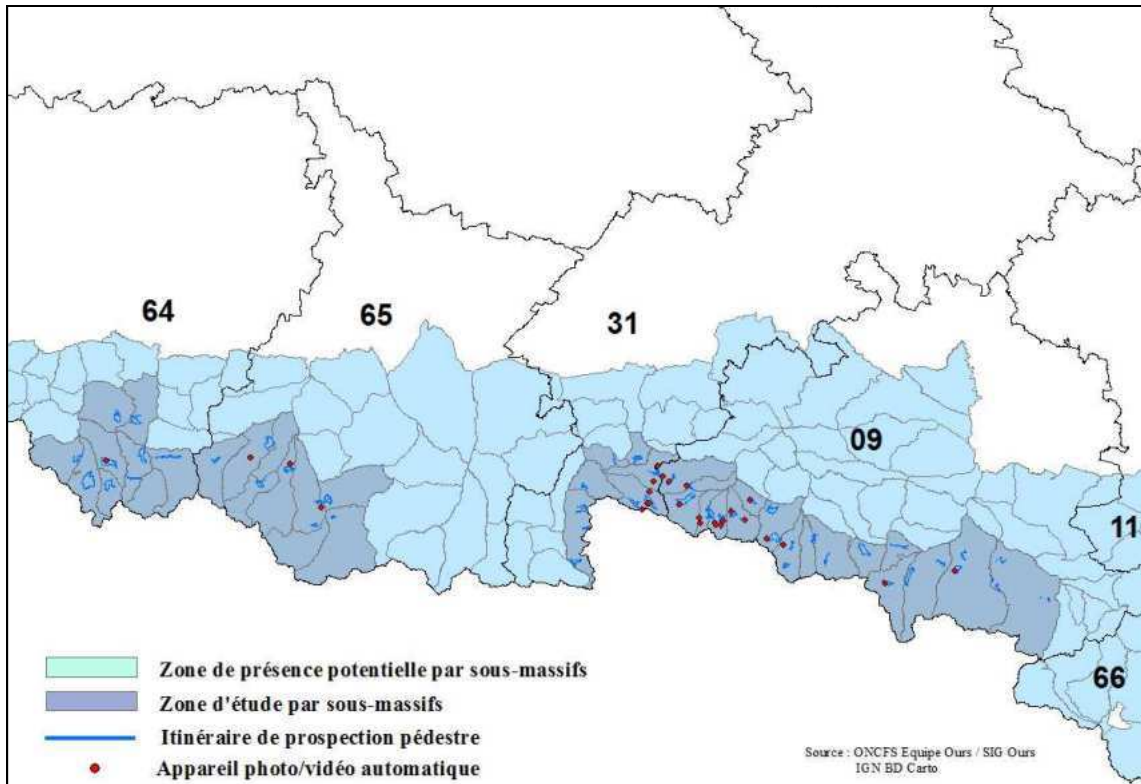 64
65
31
09
11
66
Zone de présence potentielle par sous-massifs
Zone d'étude par sous-massifs
Itinéraire de prospection pédestre
Appareil photo/vidéo automatique
Source : ONCFS Equipe Ours / SIG Ours
IGN BD Carto